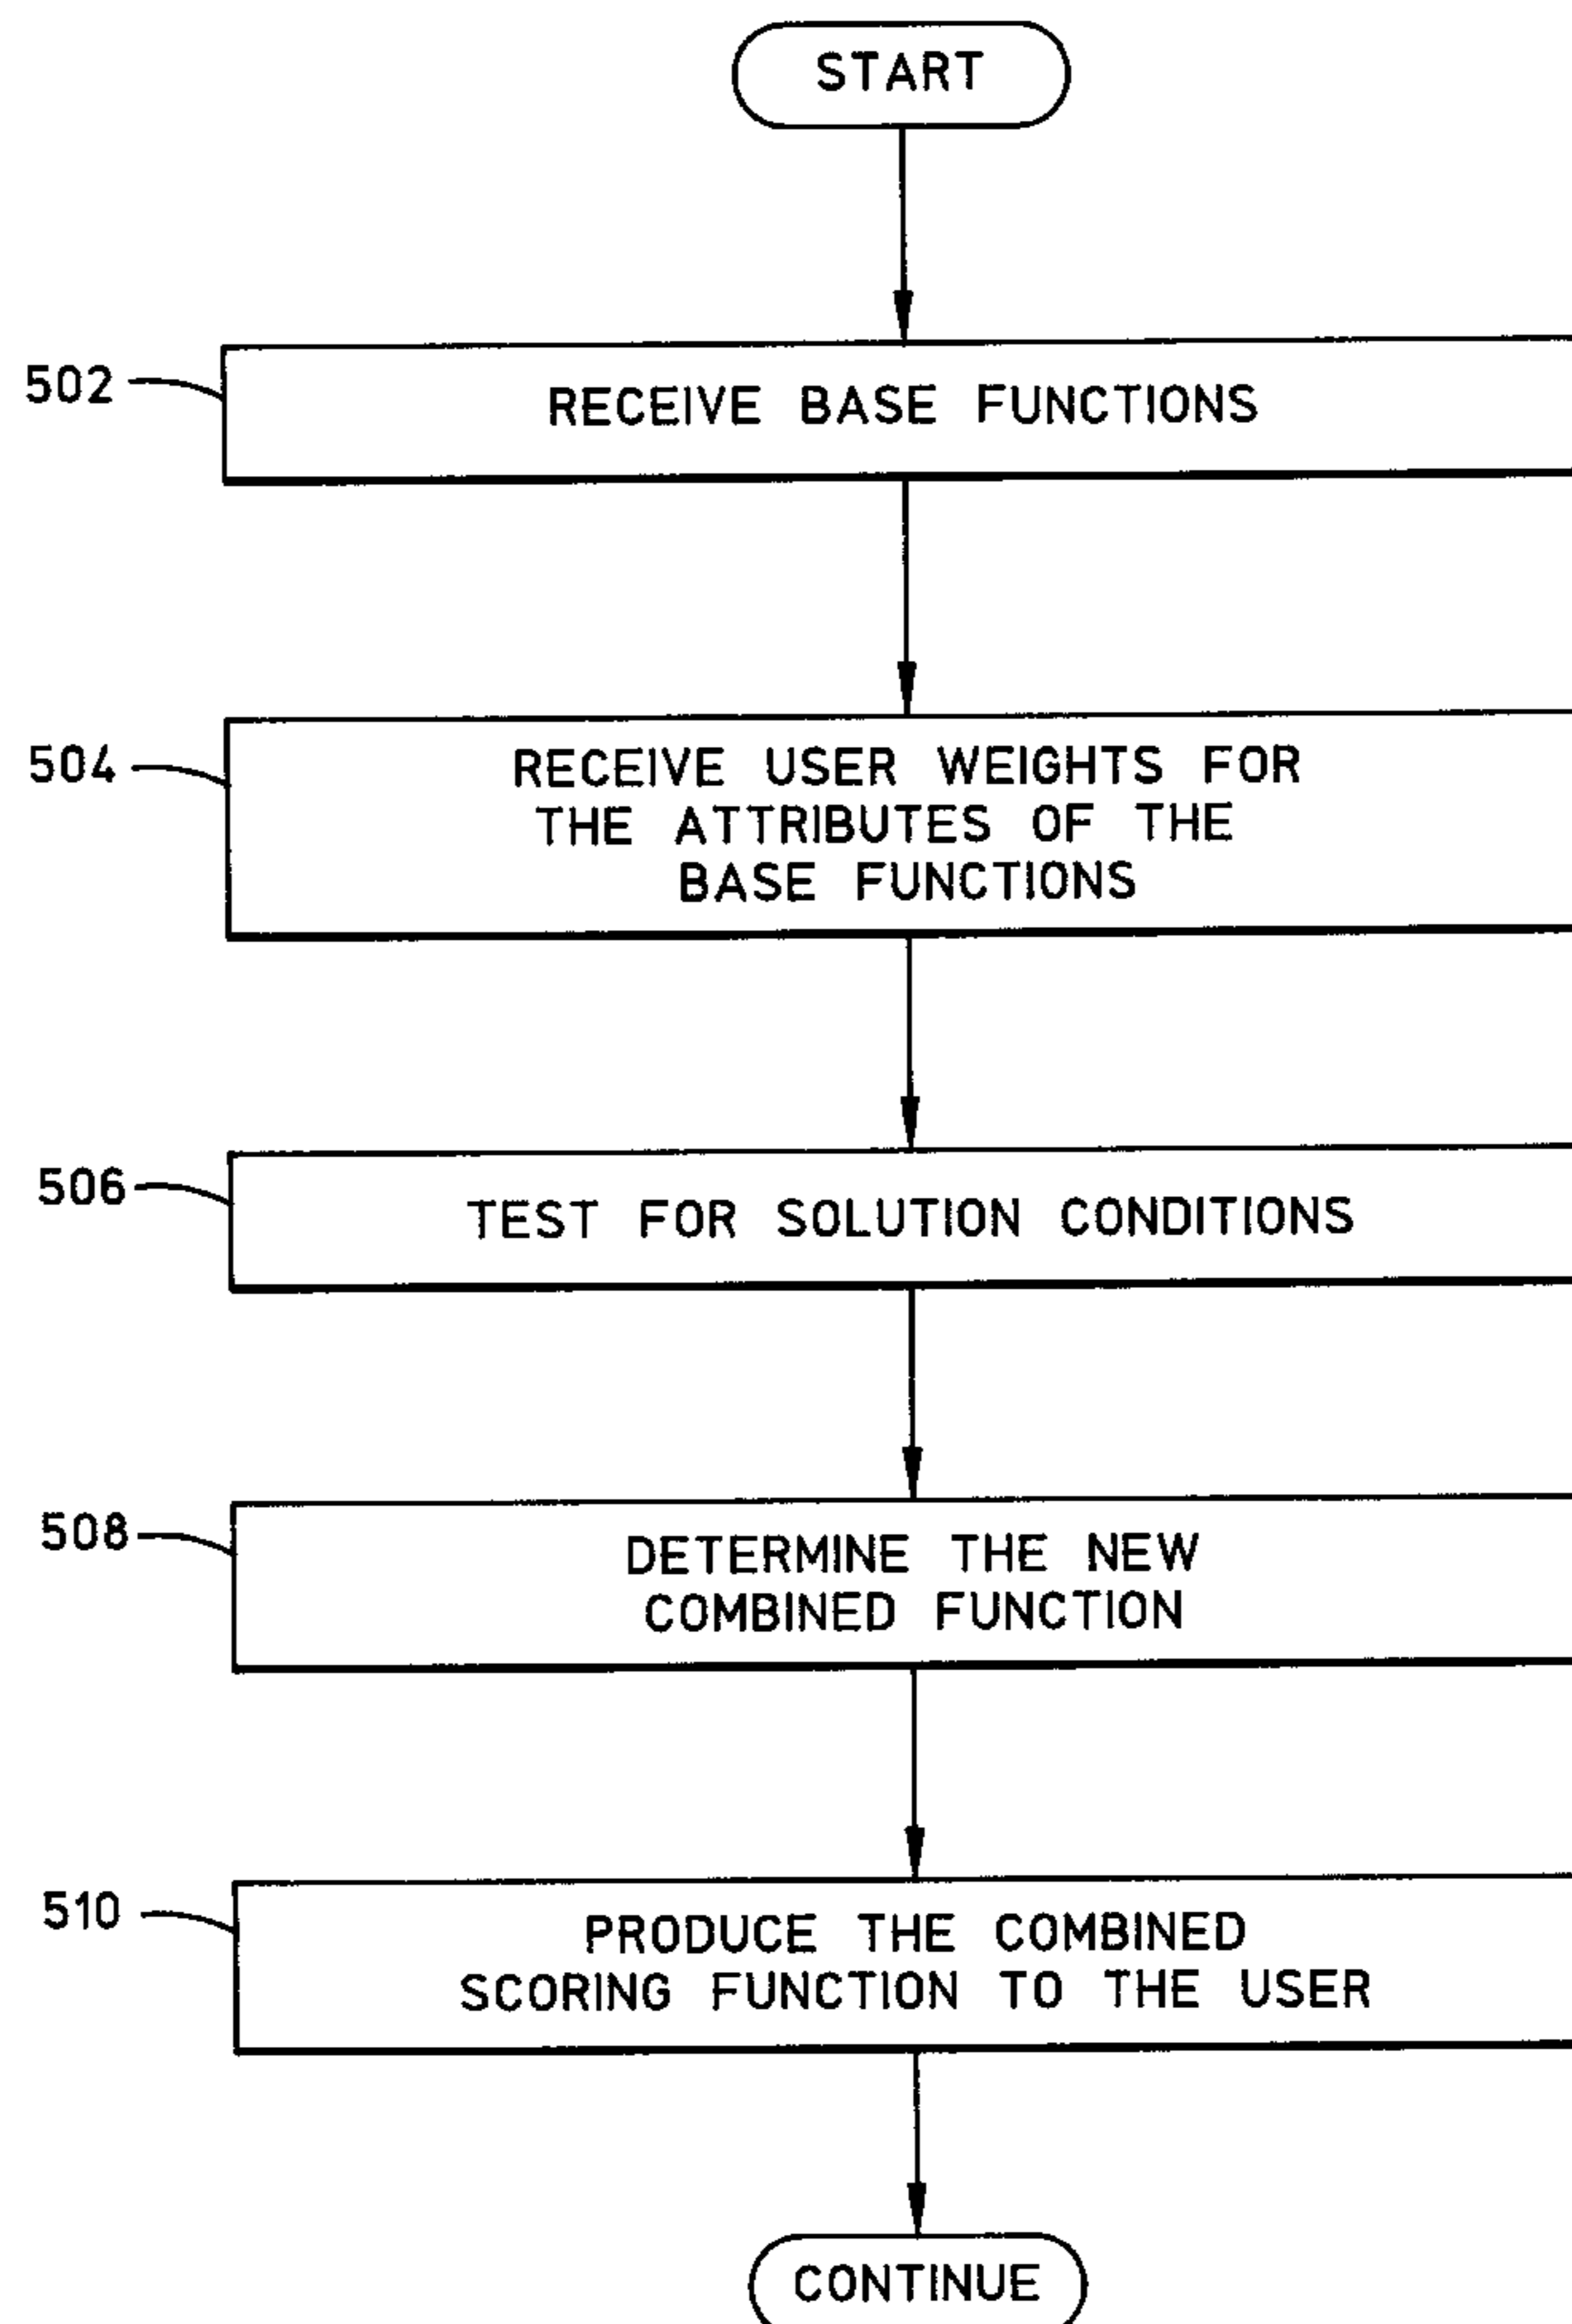 START
502
RECEIVE BASE FUNCTIONS
504
RECEIVE USER WEIGHTS FOR
THE ATTRIBUTES OF THE
BASE FUNCTIONS
506
TEST FOR SOLUTION CONDITIONS
508
DETERMINE THE NEW
COMBINED FUNCTION
510
PRODUCE THE COMBINED
SCORING FUNCTION TO THE USER
CONTINUE